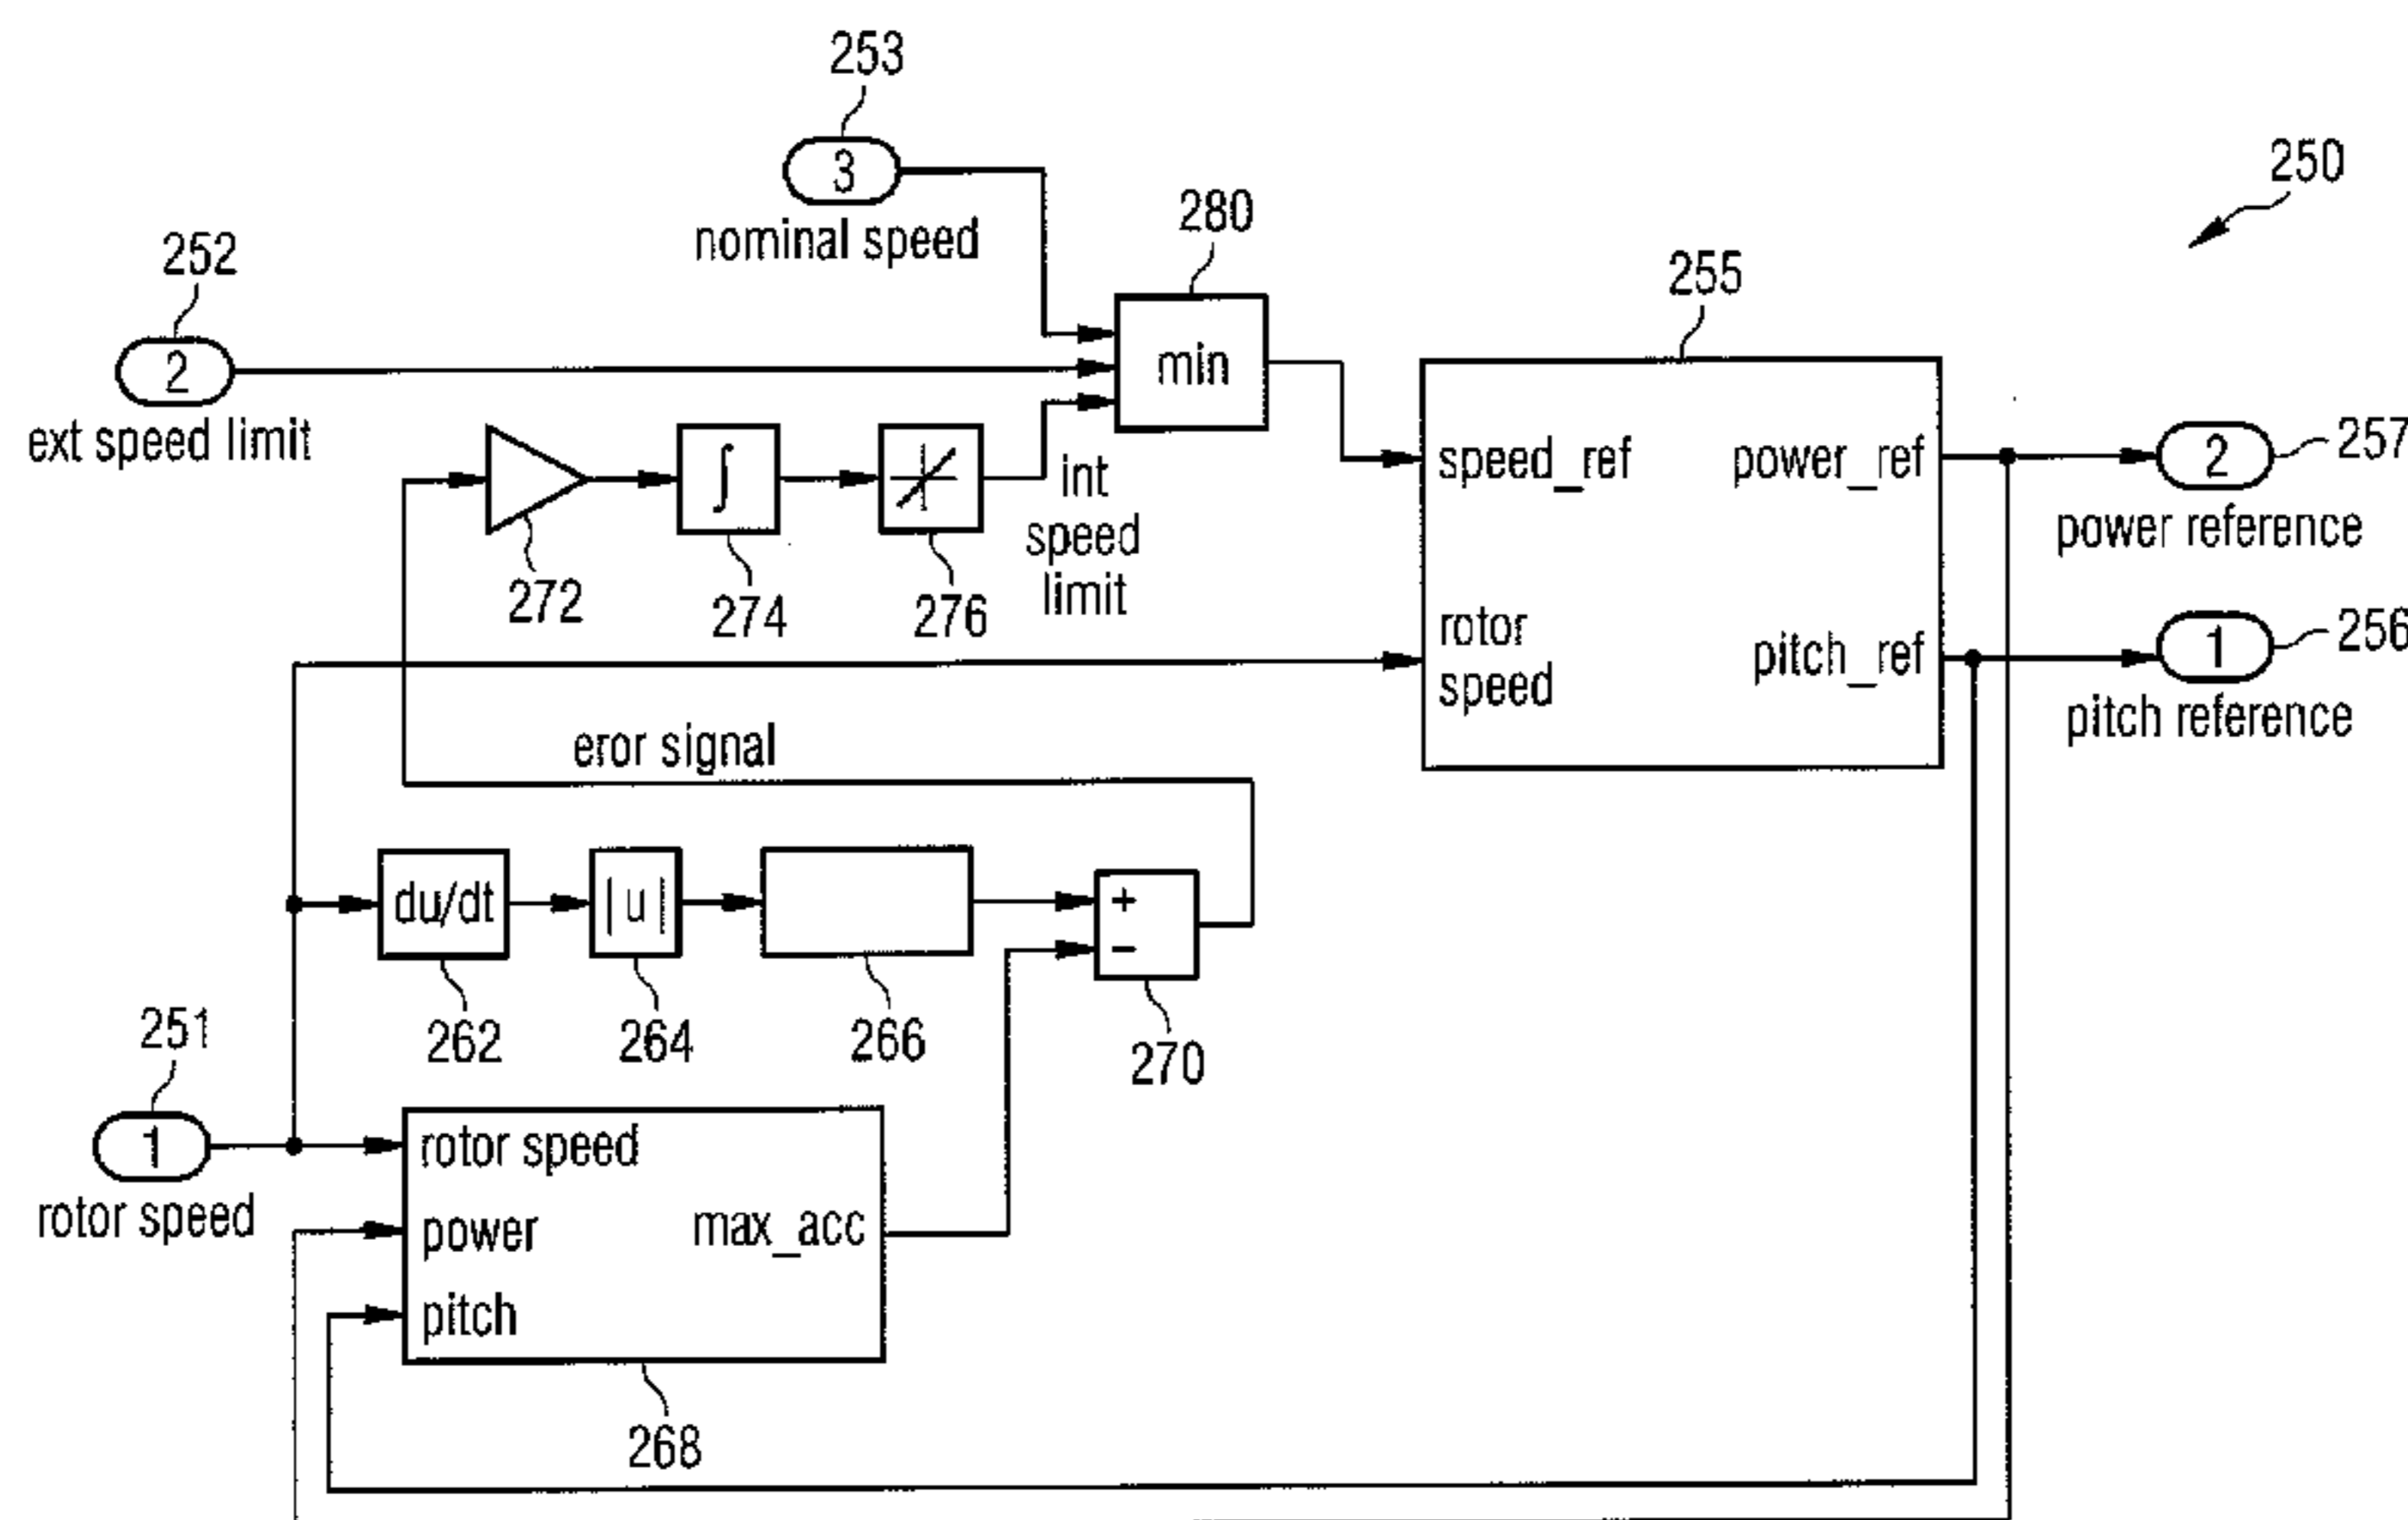 253
3
nominal speed
250
280
252
255
2
ext speed limit
min
speed_ref
power_ref
2
257
power reference
∫
int
speed
limit
272
274
276
rotor
speed
pitch_ref
1
256
pitch reference
eror signal
du/dt
|u|
+
−
262
264
266
270
251
1
rotor speed
rotor speed
power
max_acc
pitch
268